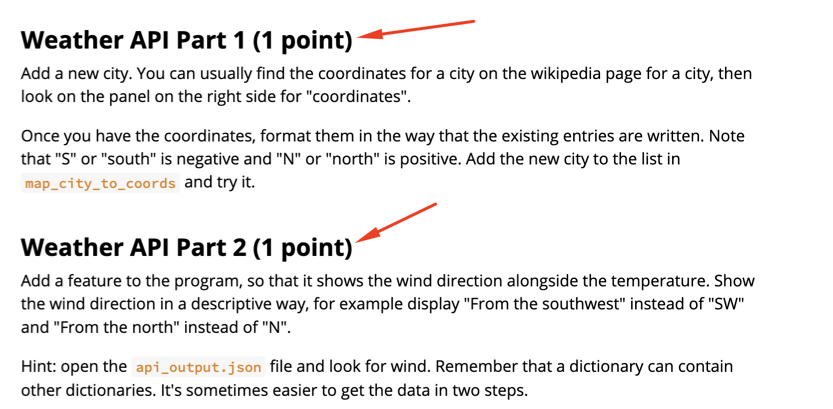 Weather API Part 1 (1 point)
Add a new city. You can usually find the coordinates for a city on the wikipedia page for a city, then
look on the panel on the right side for "coordinates".
Once you have the coordinates, format them in the way that the existing entries are written. Note
that "S" or "south" is negative and "N" or "north" is positive. Add the new city to the list in
map_city_to_coords and try it.
Weather API Part 2 (1 point)
Add a feature to the program, so that it shows the wind direction alongside the temperature. Show
the wind direction in a descriptive way, for example display "From the southwest" instead of "SW"
and "From the north" instead of "N".
Hint: open the api_output.json file and look for wind. Remember that a dictionary can contain
other dictionaries. It's sometimes easier to get the data in two steps.